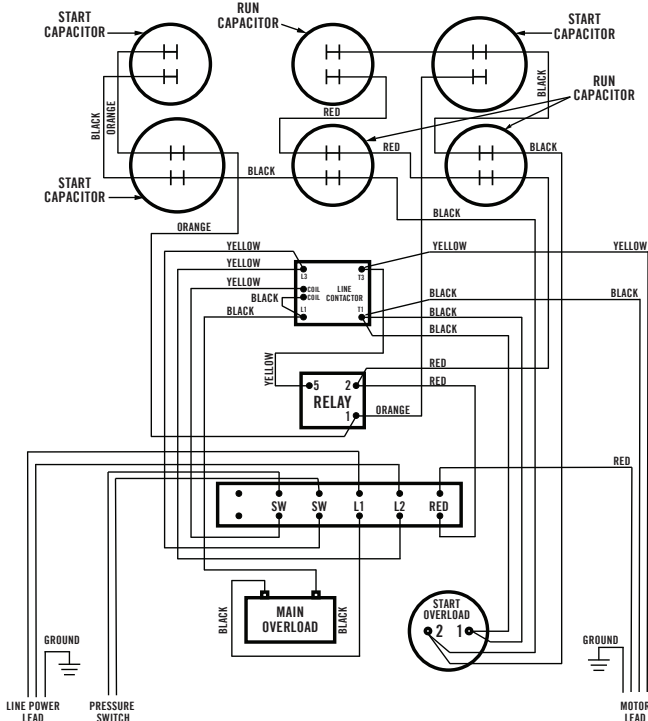 START
CAPACITOR
RUN
CAPACITOR
START
CAPACITOR
RUN
CAPACITOR
BLACK
ORANGE
RED
BLACK
START
CAPACITOR
BLACK
RED
BLACK
BLACK
ORANGE
YELLOW
YELLOW
YELLOW
YELLOW
YELLOW
L3
T3
YELLOW
COIL
COIL
LINE
CONTACTOR
BLACK
BLACK
L1
T1
BLACK
BLACK
BLACK
BLACK
YELLOW
5
2
RELAY
1
ORANGE
RED
RED
RED
SW
SW
L1
L2
RED
BLACK
MAIN
OVERLOAD
BLACK
START
OVERLOAD
2
1
GROUND
GROUND
LINE POWER
LEAD
PRESSURE
SWITCH
MOTOR
LEAD